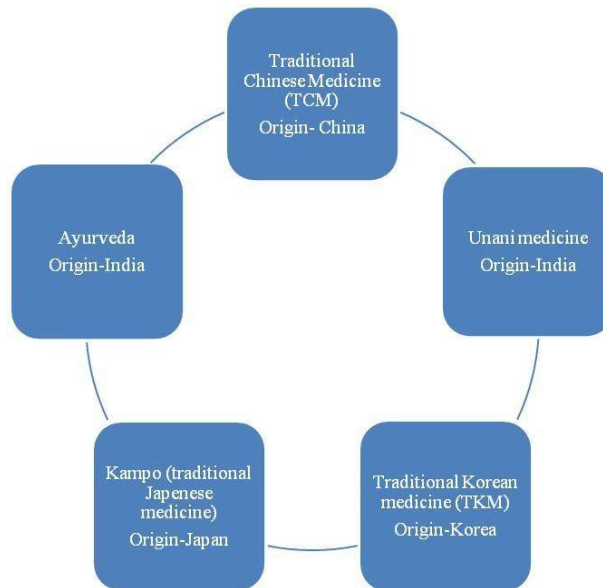 Traditional
Chinese Medicine
(TCM)
Origin- China
Unani medicine
Origin-India
Traditional Korean
medicine (TKM)
Origin-Korea
Kampo (traditional
Japenese
medicine)
Origin-Japan
Ayurveda
Origin-India